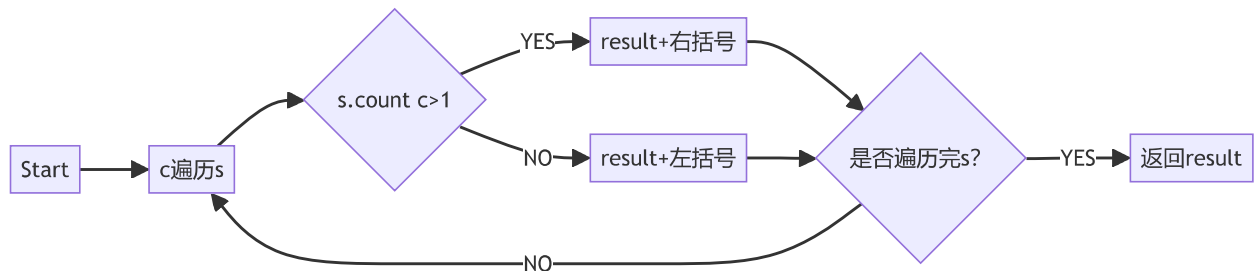 Start
c遍历s
s.count c>1
YES
result+右括号
NO
result+左括号
是否遍历完s?
YES
返回result
NO